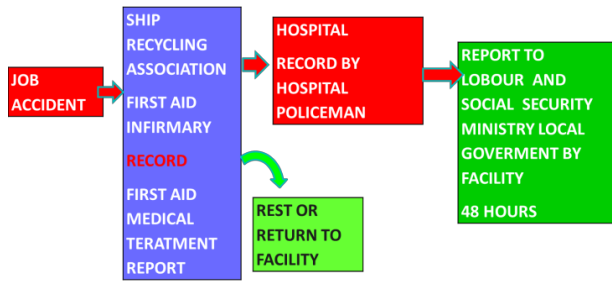 JOB
ACCIDENT
SHIP
RECYCLING
ASSOCIATION
FIRST AID
INFIRMARY
RECORD
FIRST AID
MEDICAL
TERATMENT
REPORT
HOSPITAL
RECORD BY
HOSPITAL
POLICEMAN
REST OR
RETURN TO
FACILITY
REPORT TO
LOBOUR AND
SOCIAL SECURITY
MINISTRY LOCAL
GOVERMENT BY
FACILITY
48 HOURS